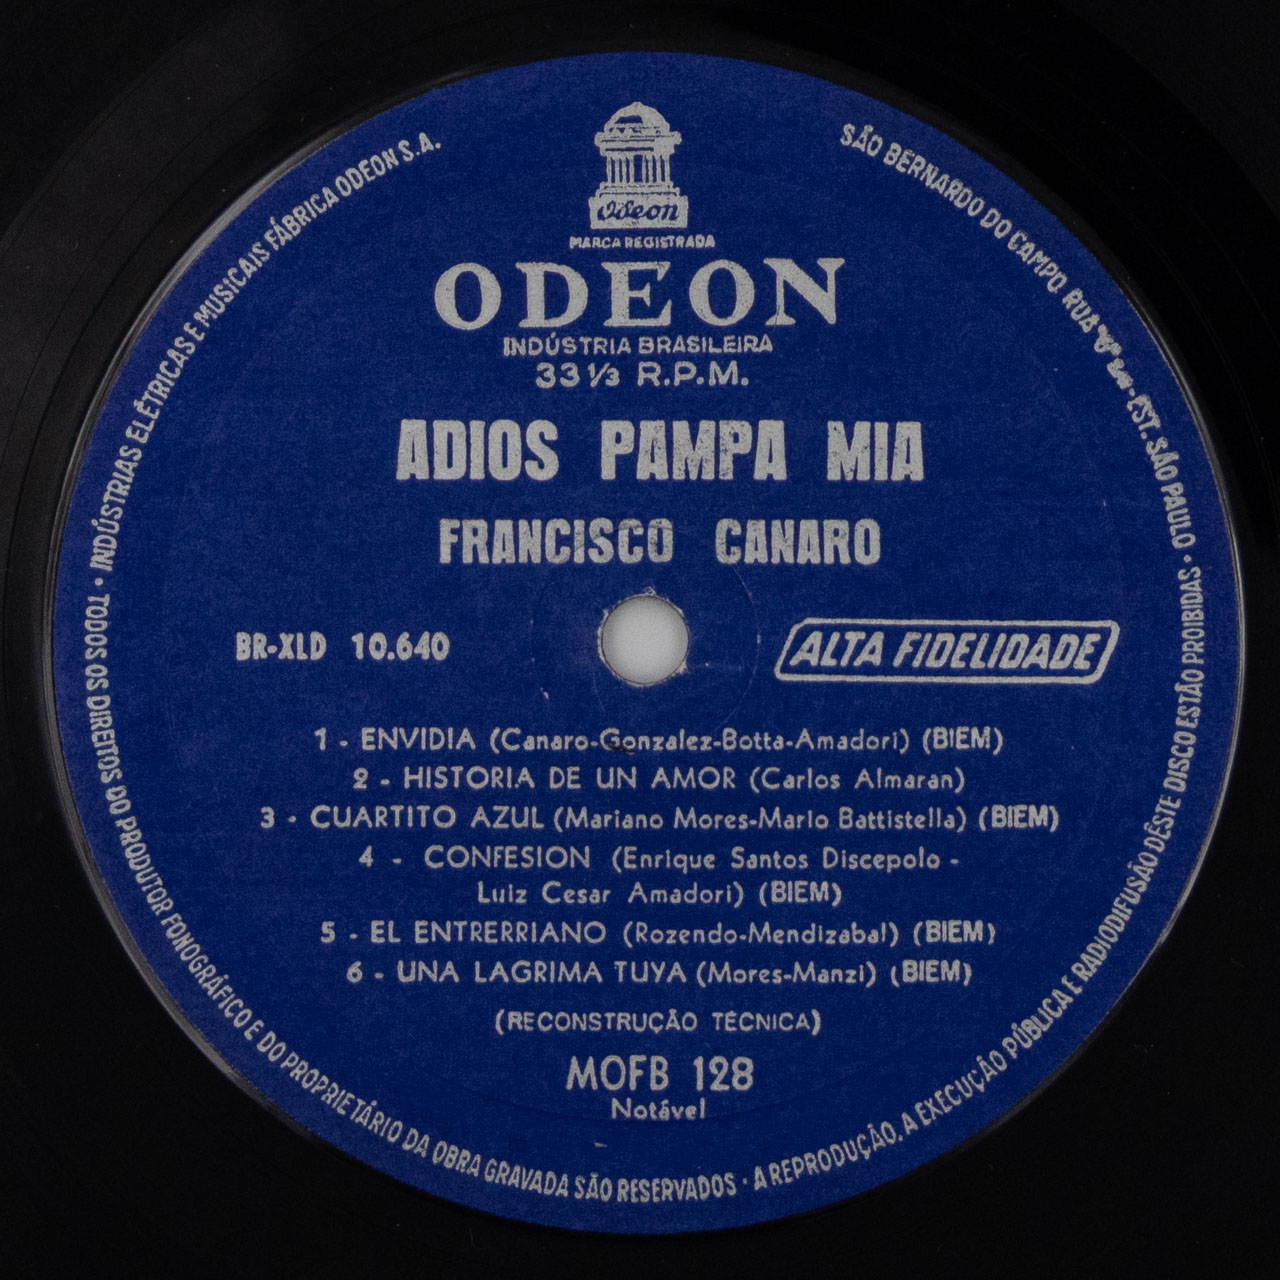 Odeon
MARCA REGISTRADA
ODEON
INDÚSTRIA BRASILEIRA
33 1/3 R.P.M.
ADIOS PAMPA MIA
FRANCISCO CANARO
BR-XLD 10.640
ALTA FIDELIDADE
1 - ENVIDIA (Canaro-Gonzalez-Botta-Amadori) (BIEM)
2 - HISTORIA DE UN AMOR (Carlos Almaran)
3 - CUARTITO AZUL (Mariano Mores-Mario Battistella) (BIEM)
4 - CONFESION (Enrique Santos Discepolo -
Luiz Cesar Amadori) (BIEM)
5 - EL ENTRERRIANO (Rozendo-Mendizabal) (BIEM)
6 - UNA LAGRIMA TUYA (Mores-Manzi) (BIEM)
(RECONSTRUÇÃO TÉCNICA)
MOFB 128
Notável
INDÚSTRIAS ELÉTRICAS E MUSICAIS FÁBRICA ODEON S.A.
SÃO BERNARDO DO CAMPO, RUA - EST. SÃO PAULO •
TODOS OS DIREITOS DO PRODUTOR FONOGRÁFICO E DO PROPRIETÁRIO DA OBRA GRAVADA SÃO RESERVADOS · A REPRODUÇÃO, A EXECUÇÃO PÚBLICA E RADIODIFUSÃO DÊSTE DISCO ESTÃO PROIBIDAS •